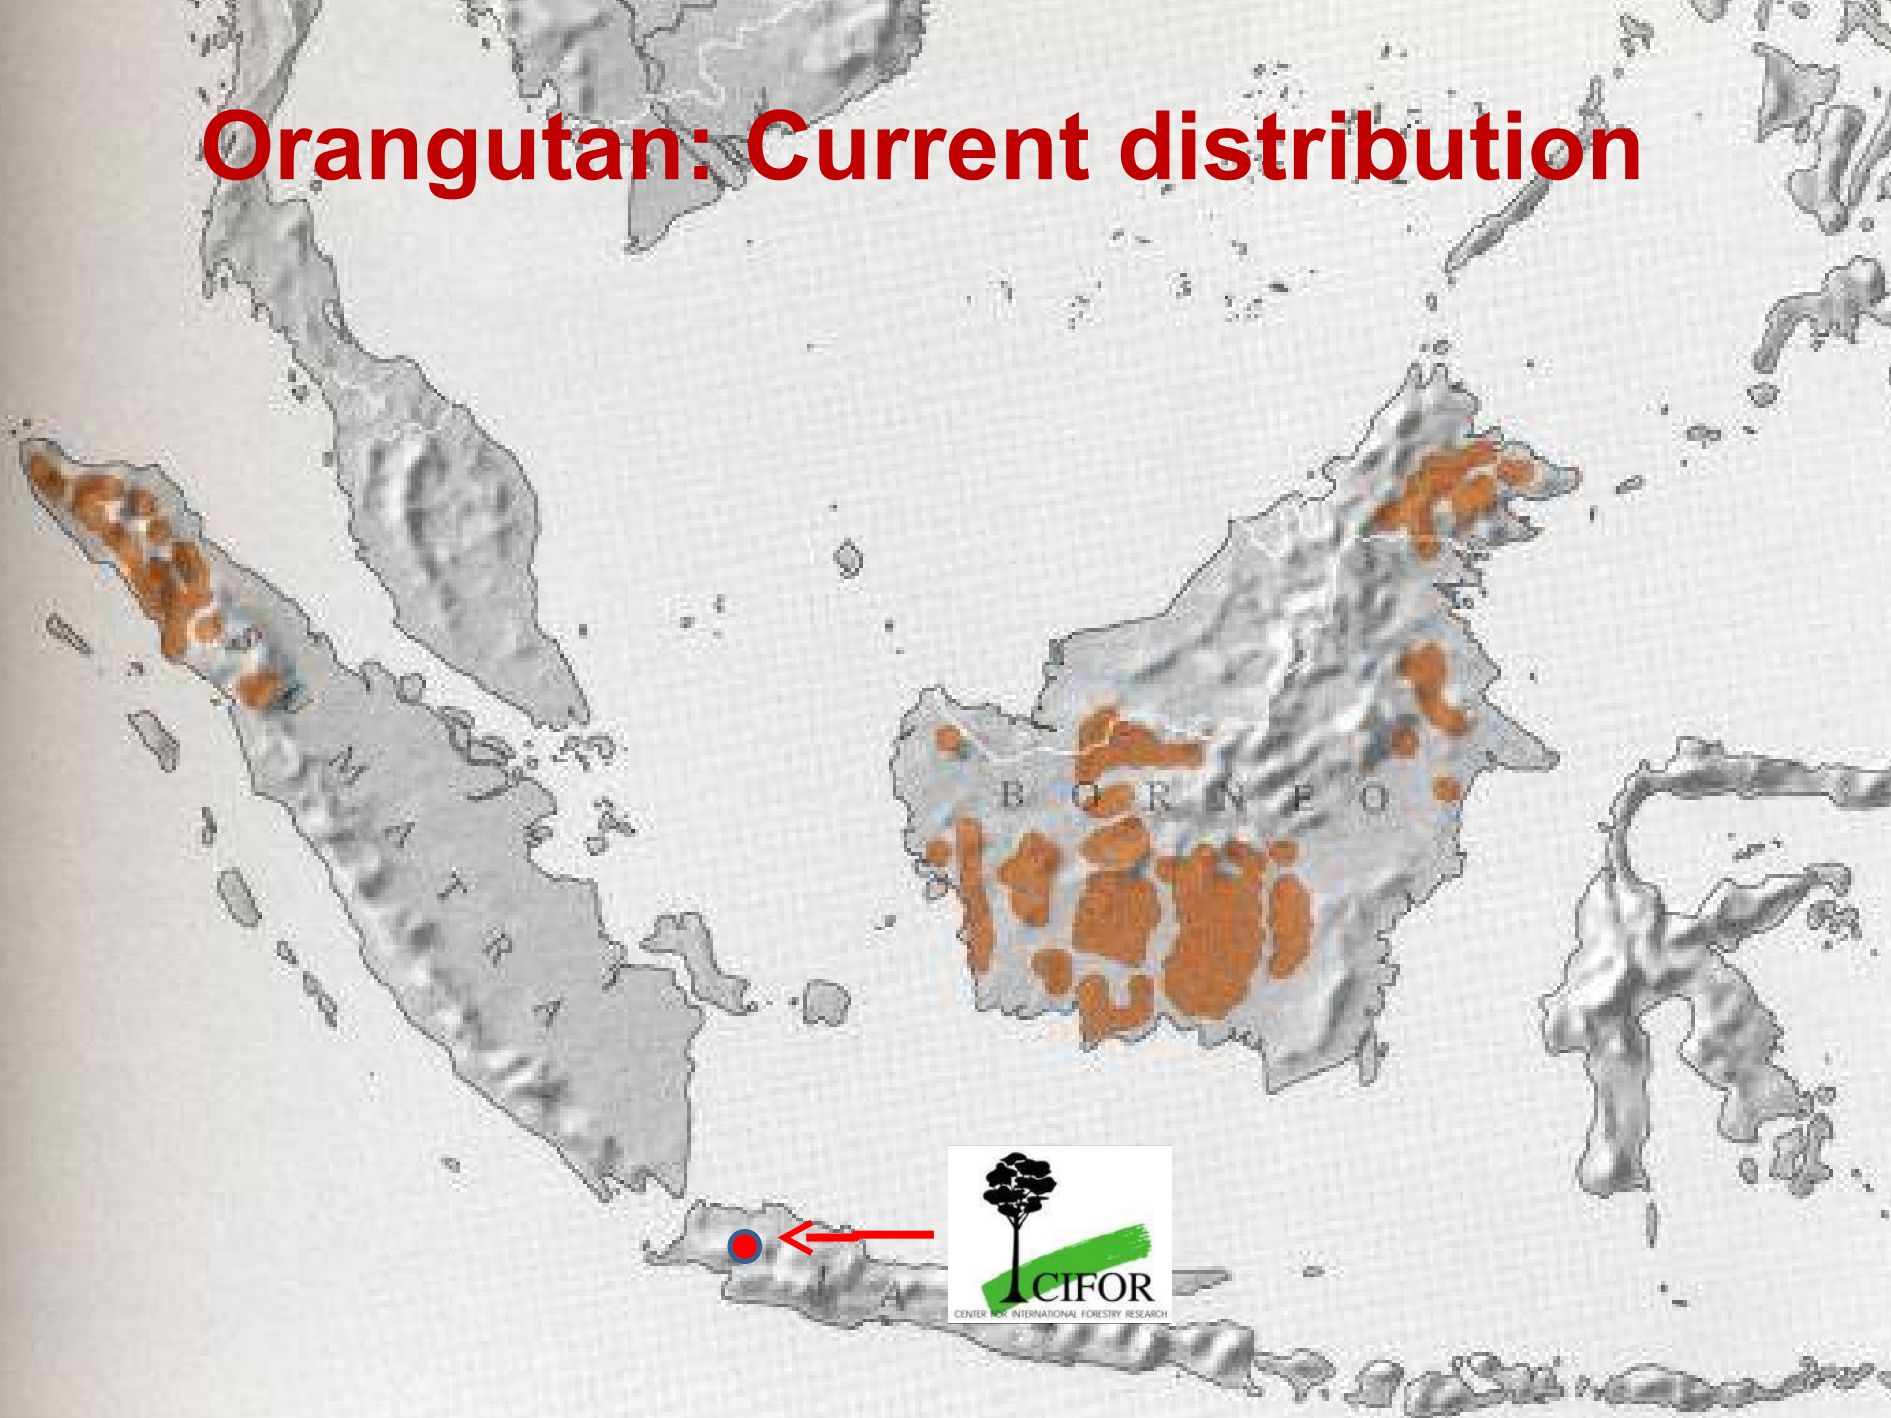 Orangutan: Current distribution
B O R N E O
M A T R A
J A
CIFOR
CENTER FOR INTERNATIONAL FORESTRY RESEARCH